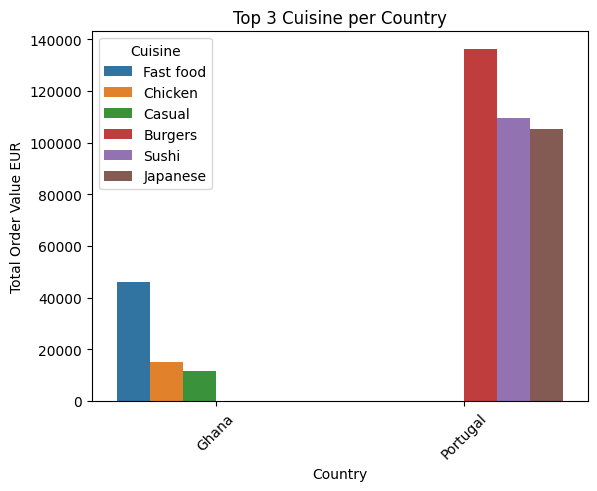 Top 3 Cuisine per Country
Total Order Value EUR
140000
120000
100000
80000
60000
40000
20000
0
Cuisine
Fast food
Chicken
Casual
Burgers
Sushi
Japanese
Ghana
Portugal
Country